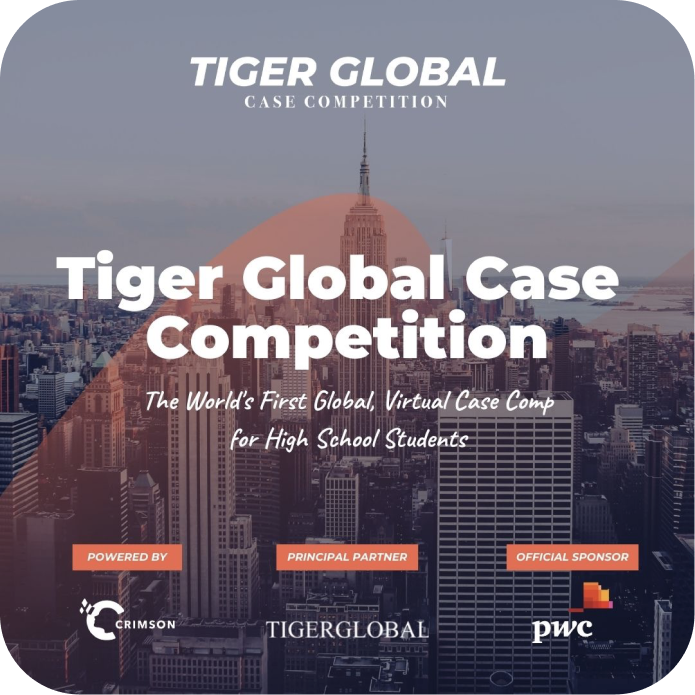 TIGER GLOBAL
CASE COMPETITION
Tiger Global Case
Competition
The World's First Global, Virtual Case Comp
for High School Students
POWERED BY
PRINCIPAL PARTNER
OFFICIAL SPONSOR
CRIMSON
TIGERGLOBAL
pwc